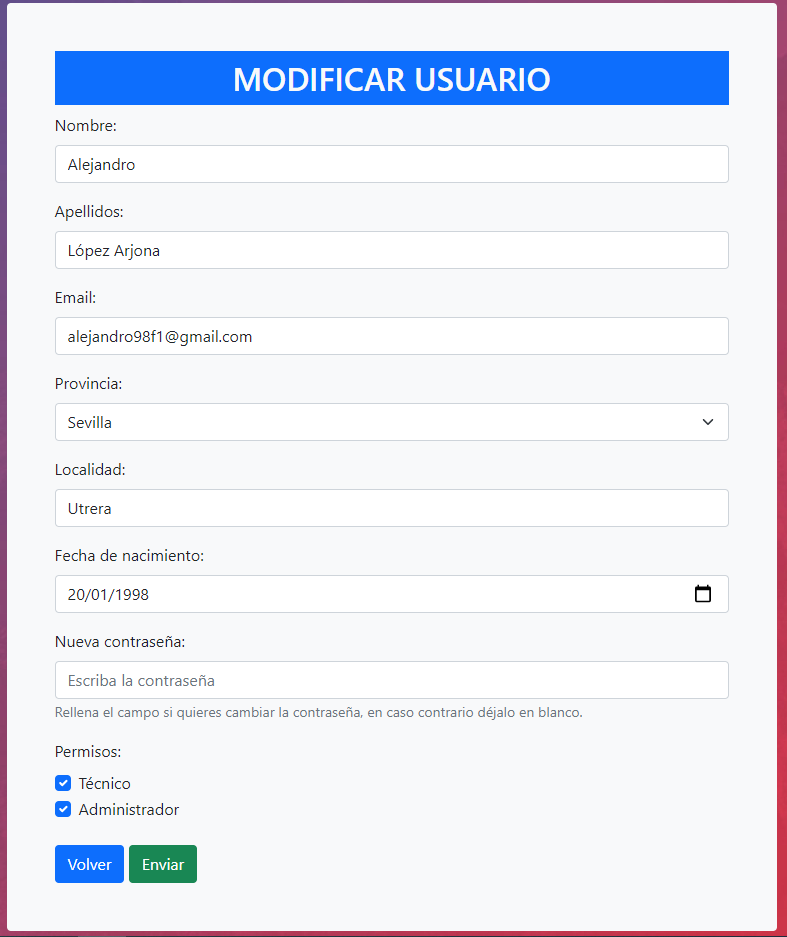 MODIFICAR USUARIO
Nombre:
Alejandro
Apellidos:
López Arjona
Email:
alejandro98f1@gmail.com
Provincia:
Sevilla
Localidad:
Utrera
Fecha de nacimiento:
20/01/1998
Nueva contraseña:
Escriba la contraseña
Rellena el campo si quieres cambiar la contraseña, en caso contrario déjalo en blanco.
Permisos:
Técnico
Administrador
Volver Enviar